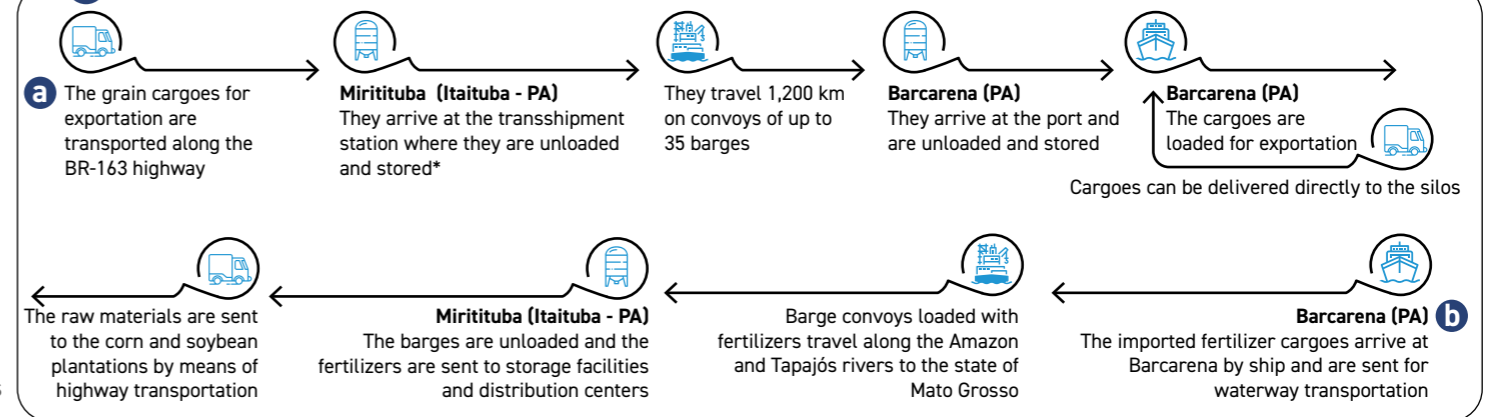 a
The grain cargoes for
exportation are
transported along the
BR-163 highway
Miritituba (Itaituba - PA)
They arrive at the transshipment
station where they are unloaded
and stored*
They travel 1,200 km
on convoys of up to
35 barges
Barcarena (PA)
They arrive at the port and
are unloaded and stored
Barcarena (PA)
The cargoes are
loaded for exportation
Cargoes can be delivered directly to the silos
The raw materials are sent
to the corn and soybean
plantations by means of
highway transportation
Miritituba (Itaituba - PA)
The barges are unloaded and the
fertilizers are sent to storage facilities
and distribution centers
Barge convoys loaded with
fertilizers travel along the Amazon
and Tapajós rivers to the state of
Mato Grosso
Barcarena (PA)
b
The imported fertilizer cargoes arrive at
Barcarena by ship and are sent for
waterway transportation